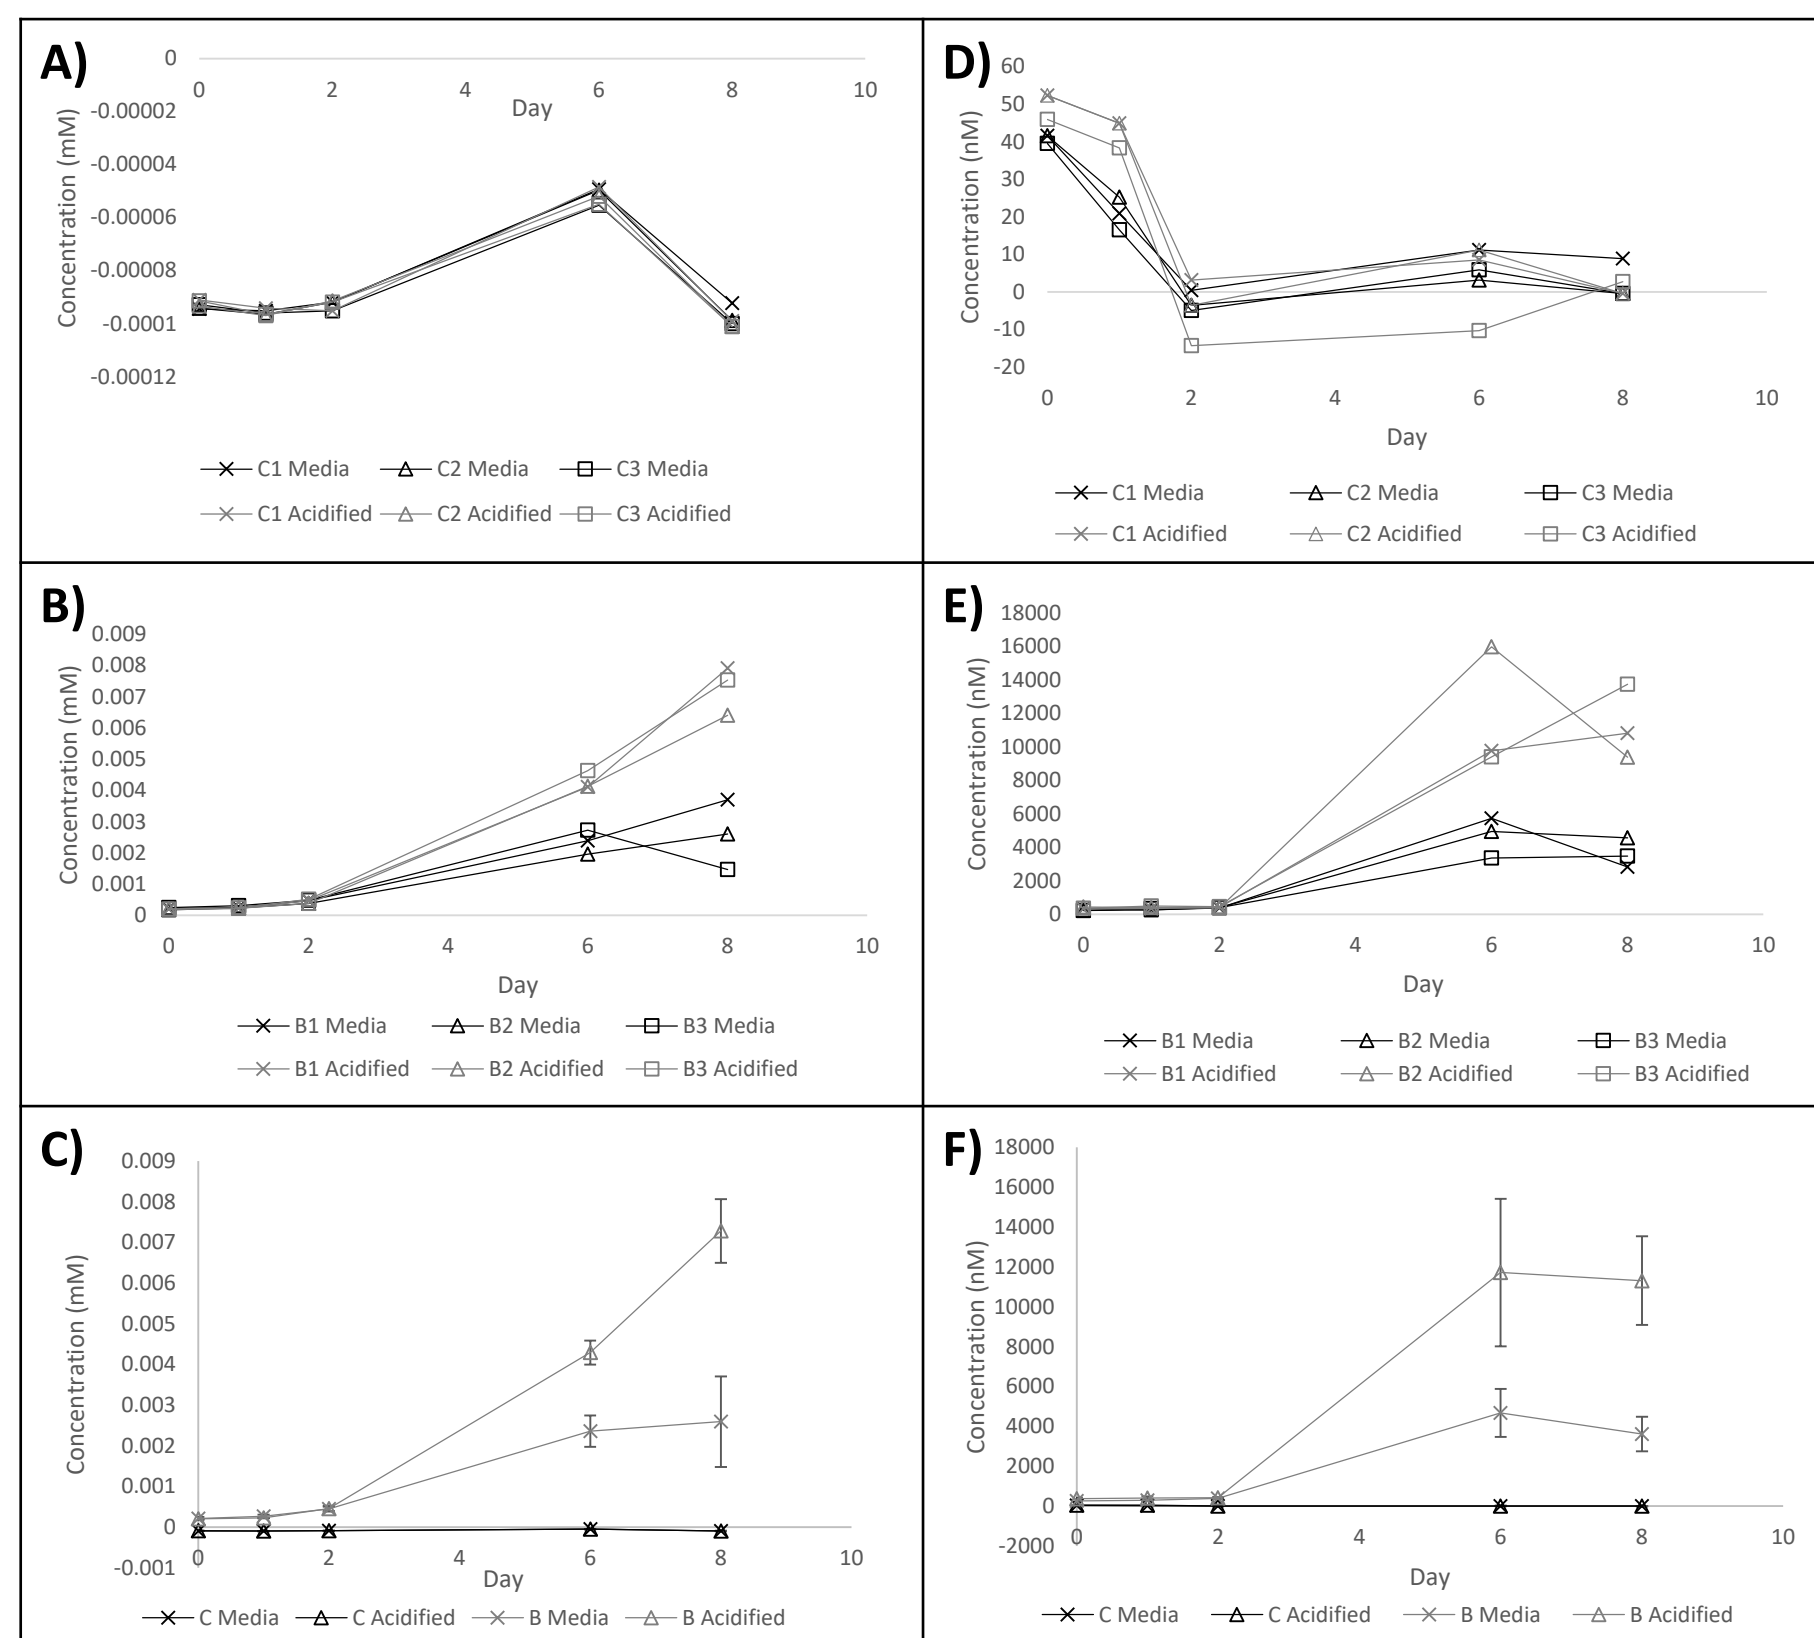 A)
0
0 2 4 6 8 10
Day
-0.00002
-0.00004
-0.00006
-0.00008
-0.0001
-0.00012
Concentration (mM)
C1 Media C2 Media C3 Media
C1 Acidified C2 Acidified C3 Acidified
D)
60
50
40
30
20
10
0
-10
-20
Concentration (nM)
0 2 4 6 8 10
Day
C1 Media C2 Media C3 Media
C1 Acidified C2 Acidified C3 Acidified
B)
0.009
0.008
0.007
0.006
0.005
0.004
0.003
0.002
0.001
0
Concentration (mM)
0 2 4 6 8 10
Day
B1 Media B2 Media B3 Media
B1 Acidified B2 Acidified B3 Acidified
E)
18000
16000
14000
12000
10000
8000
6000
4000
2000
0
Concentration (nM)
0 2 4 6 8 10
Day
B1 Media B2 Media B3 Media
B1 Acidified B2 Acidified B3 Acidified
C)
0.009
0.008
0.007
0.006
0.005
0.004
0.003
0.002
0.001
0
-0.001
Concentration (mM)
0 2 4 6 8 10
Day
C Media C Acidified B Media B Acidified
F)
18000
16000
14000
12000
10000
8000
6000
4000
2000
0
-2000
Concentration (nM)
0 2 4 6 8 10
Day
C Media C Acidified B Media B Acidified